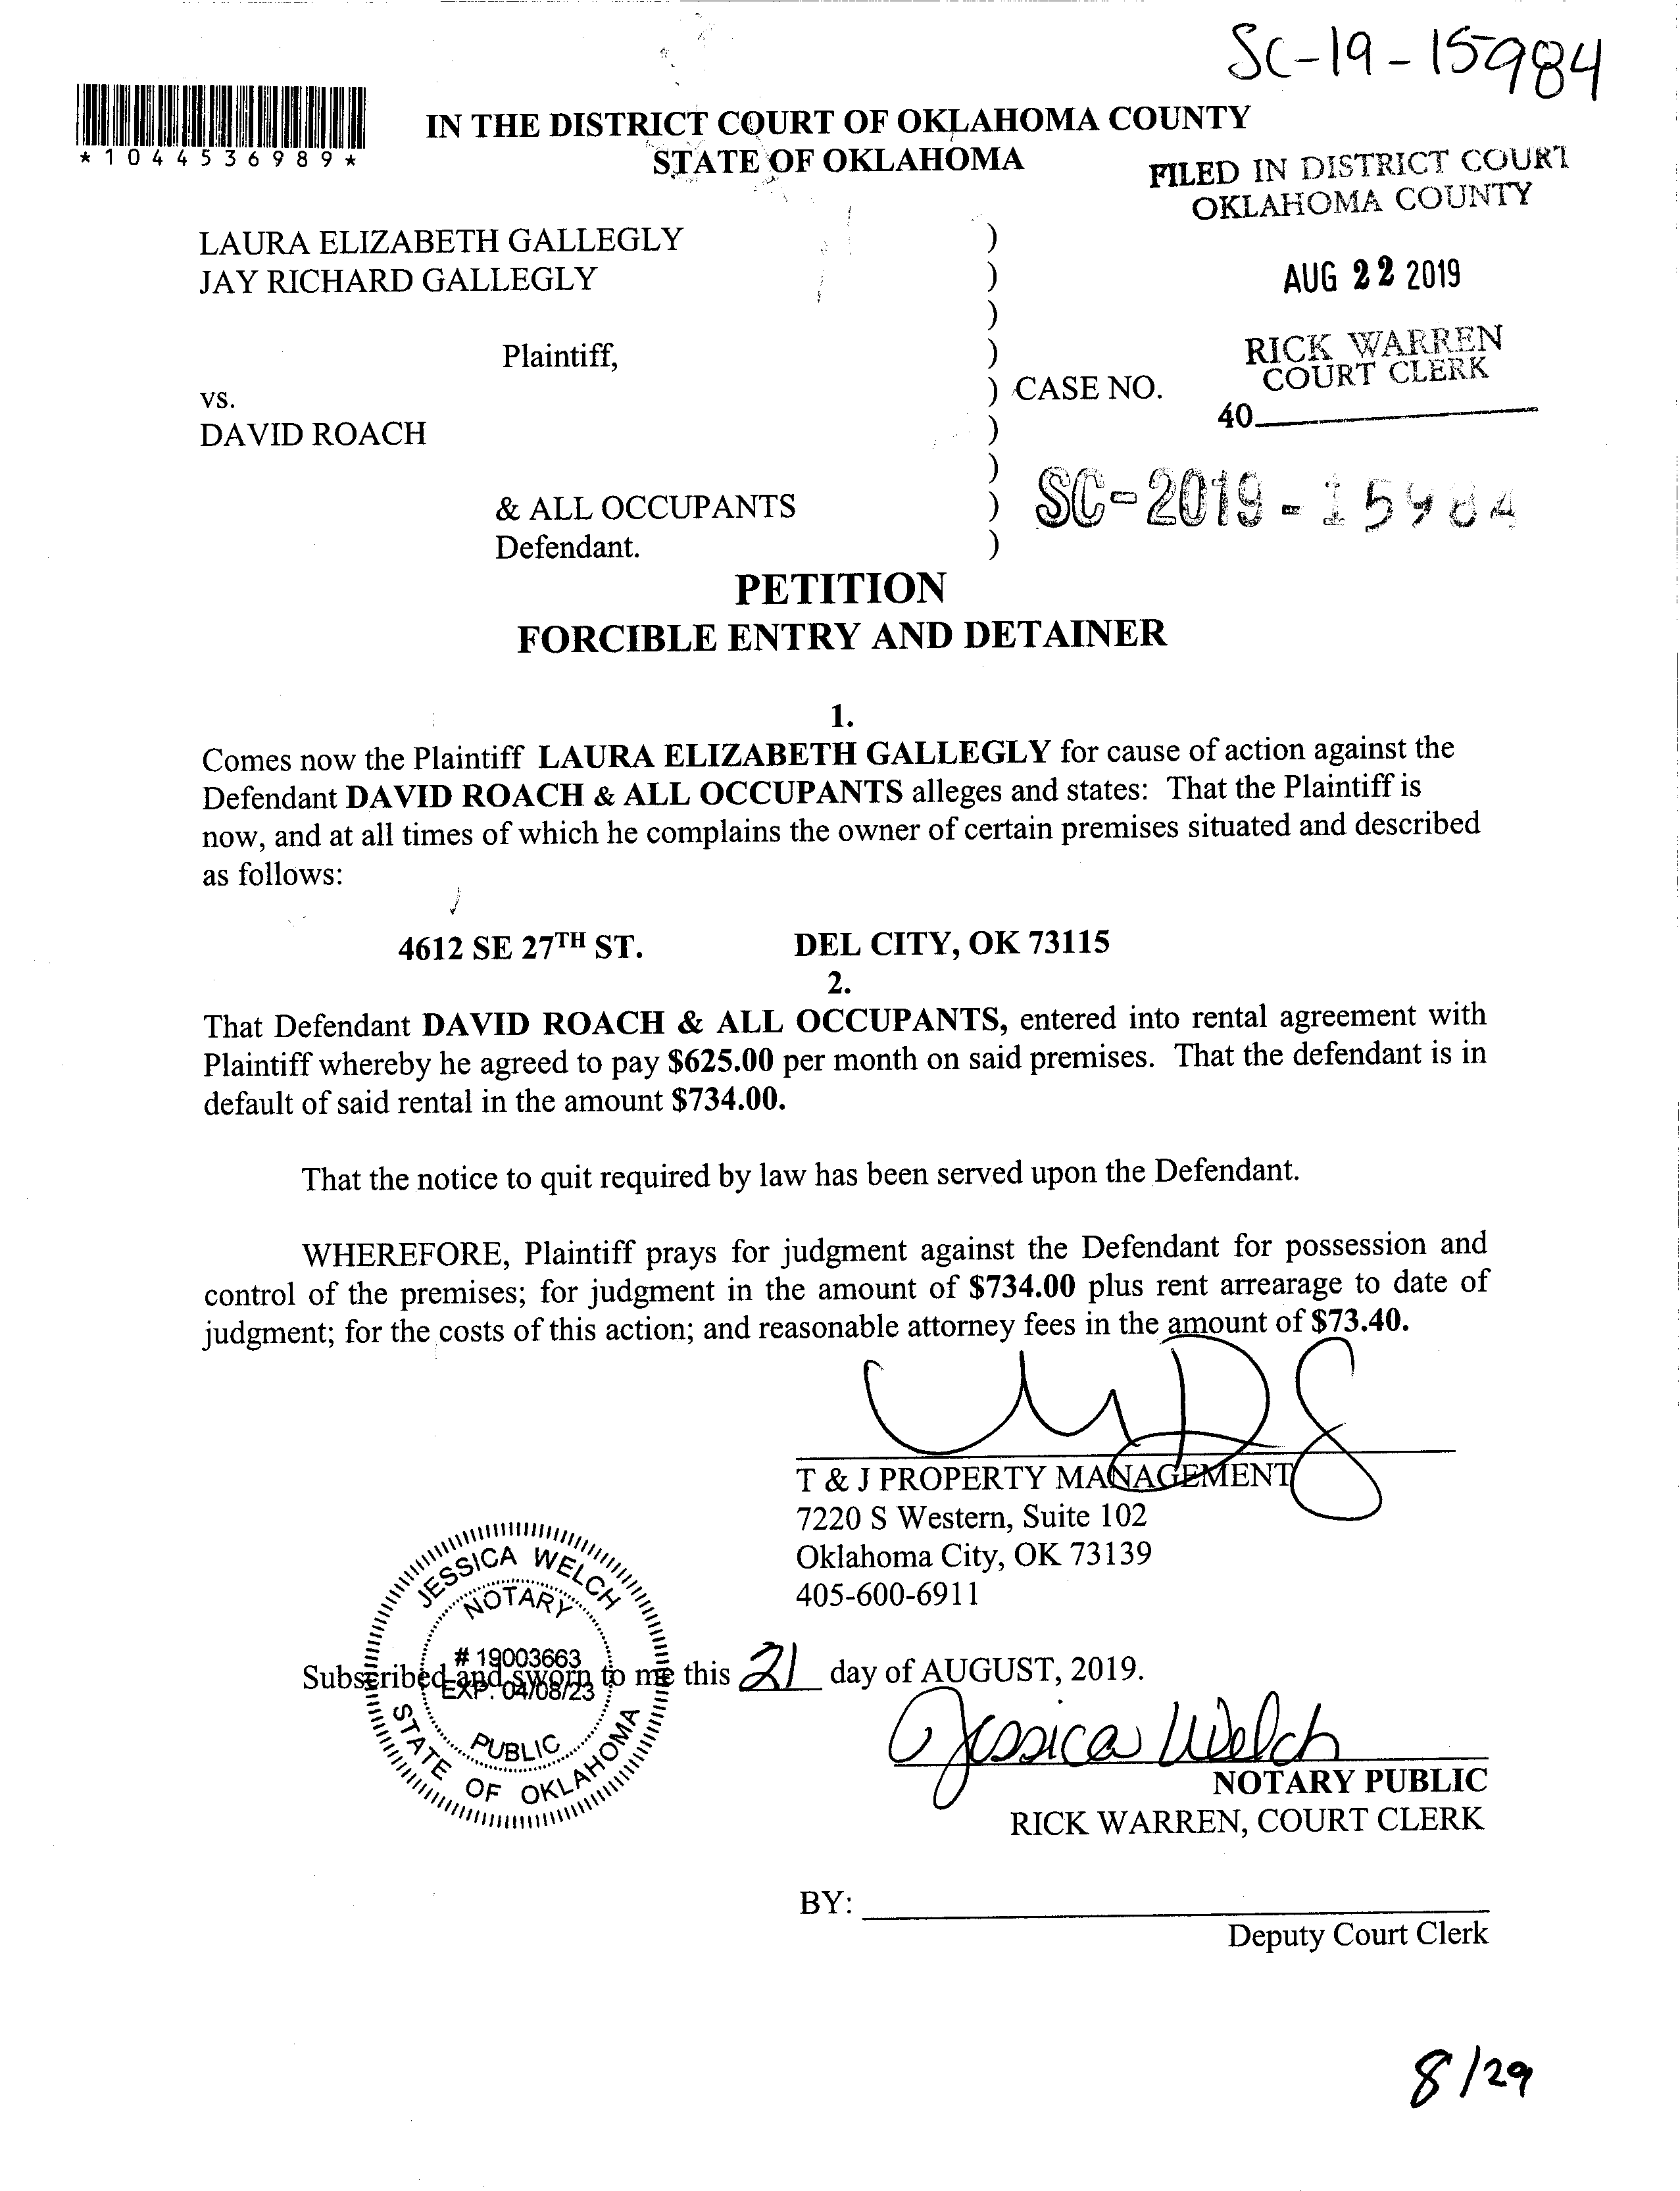 SC-19-15984
*1044536989*
IN THE DISTRICT COURT OF OKLAHOMA COUNTY
STATE OF OKLAHOMA
FILED IN DISTRICT COURT
OKLAHOMA COUNTY
LAURA ELIZABETH GALLEGLY )
JAY RICHARD GALLEGLY )
AUG 22 2019
)
Plaintiff, )
RICK WARREN
COURT CLERK
vs. ) CASE NO.
40
DAVID ROACH )
)
& ALL OCCUPANTS ) SC-2019-15984
Defendant. )
PETITION
FORCIBLE ENTRY AND DETAINER
1.
Comes now the Plaintiff LAURA ELIZABETH GALLEGLY for cause of action against the
Defendant DAVID ROACH & ALL OCCUPANTS alleges and states: That the Plaintiff is
now, and at all times of which he complains the owner of certain premises situated and described
as follows:
4612 SE 27TH ST. DEL CITY, OK 73115
2.
That Defendant DAVID ROACH & ALL OCCUPANTS, entered into rental agreement with
Plaintiff whereby he agreed to pay $625.00 per month on said premises. That the defendant is in
default of said rental in the amount $734.00.
That the notice to quit required by law has been served upon the Defendant.
WHEREFORE, Plaintiff prays for judgment against the Defendant for possession and
control of the premises; for judgment in the amount of $734.00 plus rent arrearage to date of
judgment; for the costs of this action; and reasonable attorney fees in the amount of $73.40.
T & J PROPERTY MANAGEMENT
7220 S Western, Suite 102
Oklahoma City, OK 73139
405-600-6911
JESSICA WELCH
NOTARY
# 19003663
EXP. 04/08/23
PUBLIC
STATE OF OKLAHOMA
Subscribed and sworn to me this 21 day of AUGUST, 2019.
Jessica Welch
NOTARY PUBLIC
RICK WARREN, COURT CLERK
BY:
Deputy Court Clerk
8/29